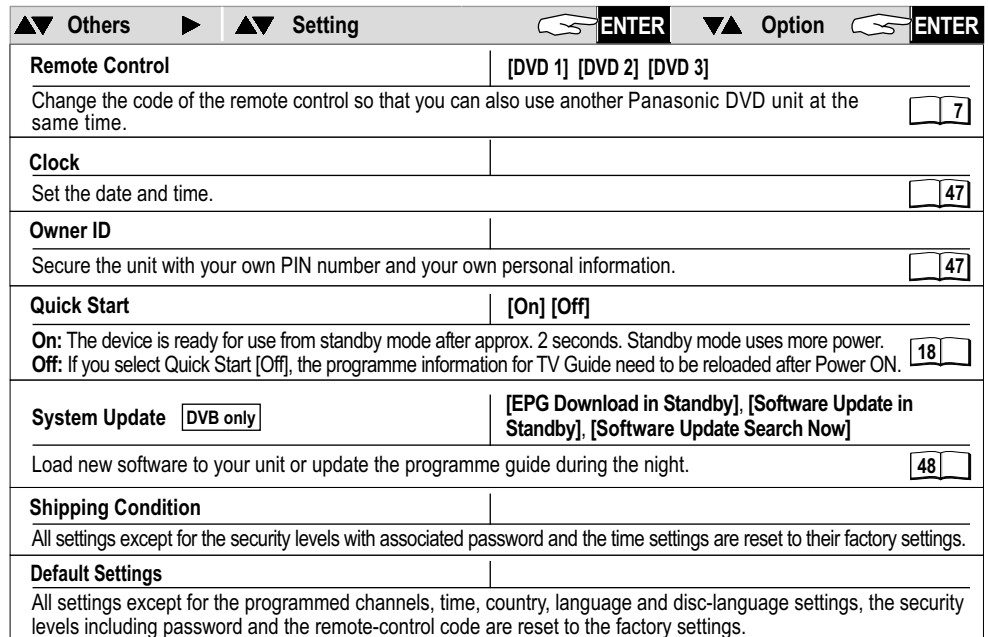 ▲▼ Others ▶ ▲▼ Setting ENTER ▼▲ Option ENTER
Remote Control [DVD 1] [DVD 2] [DVD 3]
Change the code of the remote control so that you can also use another Panasonic DVD unit at the
same time. 7
Clock
Set the date and time. 47
Owner ID
Secure the unit with your own PIN number and your own personal information. 47
Quick Start [On] [Off]
On: The device is ready for use from standby mode after approx. 2 seconds. Standby mode uses more power.
Off: If you select Quick Start [Off], the programme information for TV Guide need to be reloaded after Power ON. 18
System Update DVB only [EPG Download in Standby], [Software Update in
Standby], [Software Update Search Now]
Load new software to your unit or update the programme guide during the night. 48
Shipping Condition
All settings except for the security levels with associated password and the time settings are reset to their factory settings.
Default Settings
All settings except for the programmed channels, time, country, language and disc-language settings, the security
levels including password and the remote-control code are reset to the factory settings.